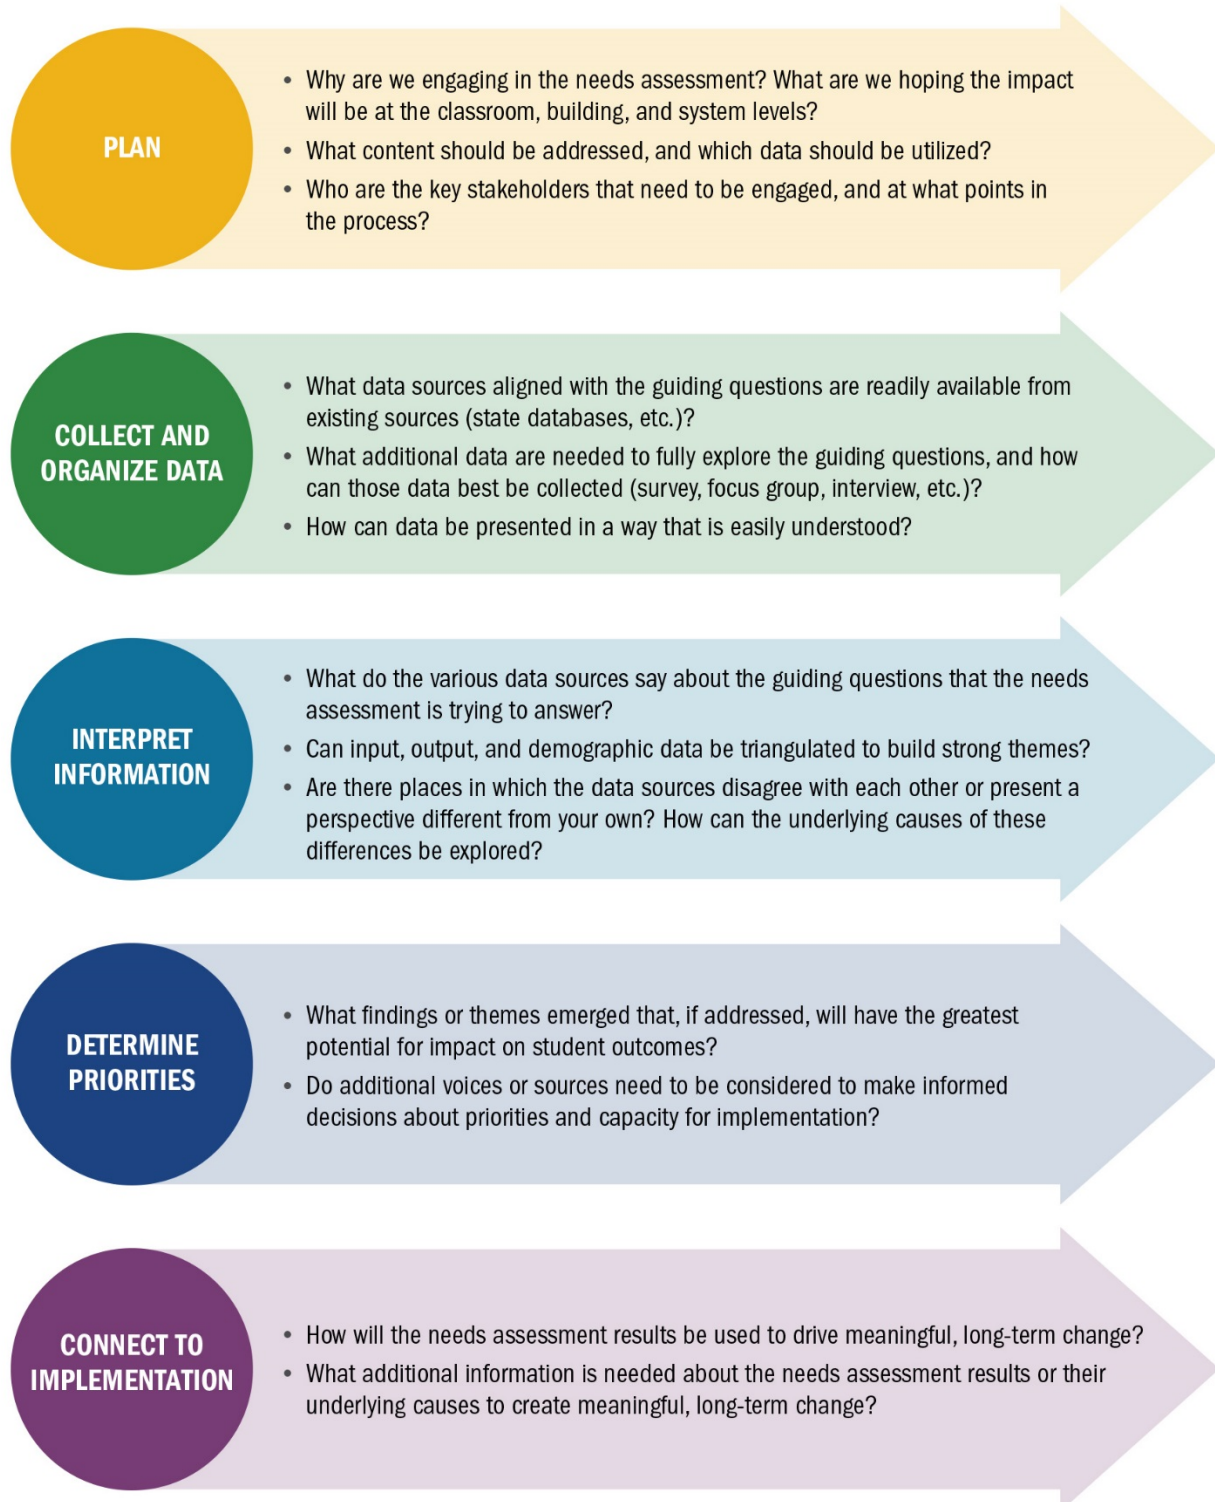 PLAN
• Why are we engaging in the needs assessment? What are we hoping the impact
will be at the classroom, building, and system levels?
• What content should be addressed, and which data should be utilized?
• Who are the key stakeholders that need to be engaged, and at what points in
the process?
COLLECT AND
ORGANIZE DATA
• What data sources aligned with the guiding questions are readily available from
existing sources (state databases, etc.)?
• What additional data are needed to fully explore the guiding questions, and how
can those data best be collected (survey, focus group, interview, etc.)?
• How can data be presented in a way that is easily understood?
INTERPRET
INFORMATION
• What do the various data sources say about the guiding questions that the needs
assessment is trying to answer?
• Can input, output, and demographic data be triangulated to build strong themes?
• Are there places in which the data sources disagree with each other or present a
perspective different from your own? How can the underlying causes of these
differences be explored?
DETERMINE
PRIORITIES
• What findings or themes emerged that, if addressed, will have the greatest
potential for impact on student outcomes?
• Do additional voices or sources need to be considered to make informed
decisions about priorities and capacity for implementation?
CONNECT TO
IMPLEMENTATION
• How will the needs assessment results be used to drive meaningful, long-term change?
• What additional information is needed about the needs assessment results or their
underlying causes to create meaningful, long-term change?